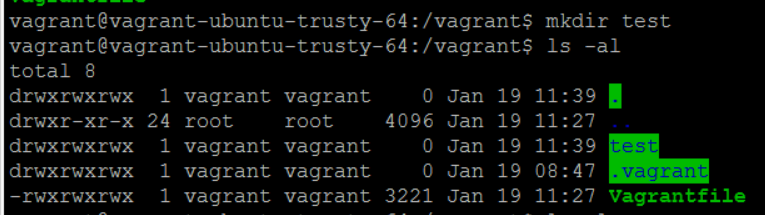 vagrant@vagrant-ubuntu-trusty-64:/vagrant$ mkdir test
vagrant@vagrant-ubuntu-trusty-64:/vagrant$ ls -al
total 8
drwxrwxrwx  1 vagrant vagrant    0 Jan 19 11:39 .
drwxr-xr-x 24 root    root    4096 Jan 19 11:27 ..
drwxrwxrwx  1 vagrant vagrant    0 Jan 19 11:39 test
drwxrwxrwx  1 vagrant vagrant    0 Jan 19 08:47 .vagrant
-rwxrwxrwx  1 vagrant vagrant 3221 Jan 19 11:27 Vagrantfile